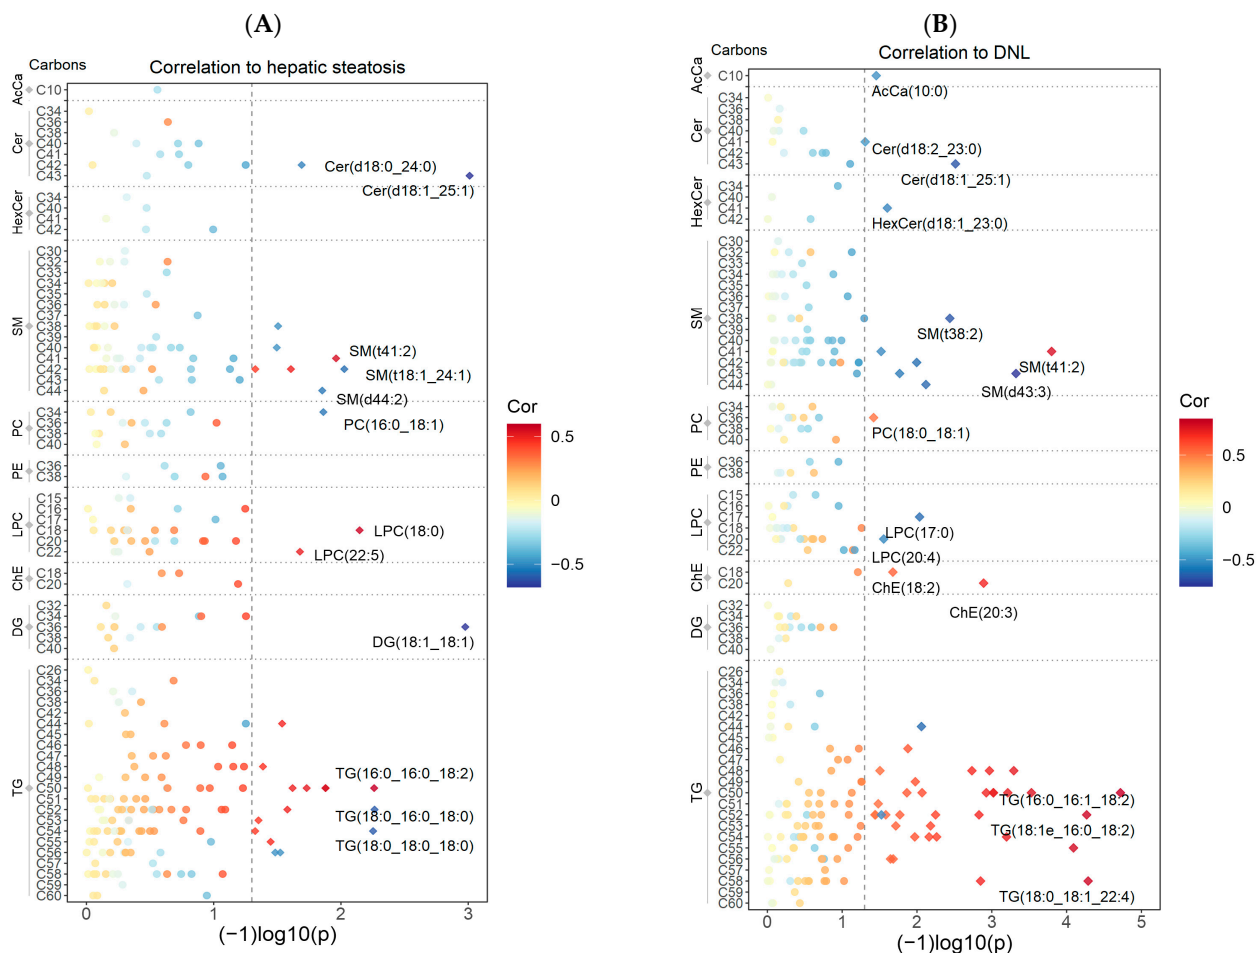 (A)
Carbons
Correlation to hepatic steatosis
AcCa
C10
Cer
C34
C36
C38
C40
C41
C42
C43
Cer(d18:0_24:0)
Cer(d18:1_25:1)
HexCer
C34
C40
C41
C42
SM
C30
C32
C33
C34
C35
C36
C37
C38
C39
C40
C41
C42
C43
C44
SM(t41:2)
SM(t18:1_24:1)
SM(d44:2)
PC
C34
C36
C38
C40
PC(16:0_18:1)
PE
C36
C38
LPC
C15
C16
C17
C18
C20
C22
LPC(18:0)
LPC(22:5)
ChE
C18
C20
DG
C32
C34
C36
C38
C40
DG(18:1_18:1)
TG
C26
C34
C36
C38
C42
C44
C45
C46
C47
C48
C49
C50
C51
C52
C53
C54
C55
C56
C57
C58
C59
C60
TG(16:0_16:0_18:2)
TG(18:0_16:0_18:0)
TG(18:0_18:0_18:0)
0
1
2
3
(−1)log10(p)
Cor
0.5
0
−0.5
(B)
Carbons
Correlation to DNL
AcCa
C10
AcCa(10:0)
Cer
C34
C36
C38
C40
C41
C42
C43
Cer(d18:2_23:0)
Cer(d18:1_25:1)
HexCer
C34
C40
C41
C42
HexCer(d18:1_23:0)
SM
C30
C32
C33
C34
C35
C36
C37
C38
C39
C40
C41
C42
C43
C44
SM(t38:2)
SM(t41:2)
SM(d43:3)
PC
C34
C36
C38
C40
PC(18:0_18:1)
PE
C36
C38
LPC
C15
C16
C17
C18
C20
C22
LPC(17:0)
LPC(20:4)
ChE
C18
C20
ChE(18:2)
ChE(20:3)
DG
C32
C34
C36
C38
C40
TG
C26
C34
C36
C38
C42
C44
C45
C46
C47
C48
C49
C50
C51
C52
C53
C54
C55
C56
C57
C58
C59
C60
TG(16:0_16:1_18:2)
TG(18:1e_16:0_18:2)
TG(18:0_18:1_22:4)
0
1
2
3
4
5
(−1)log10(p)
Cor
0.5
0
−0.5